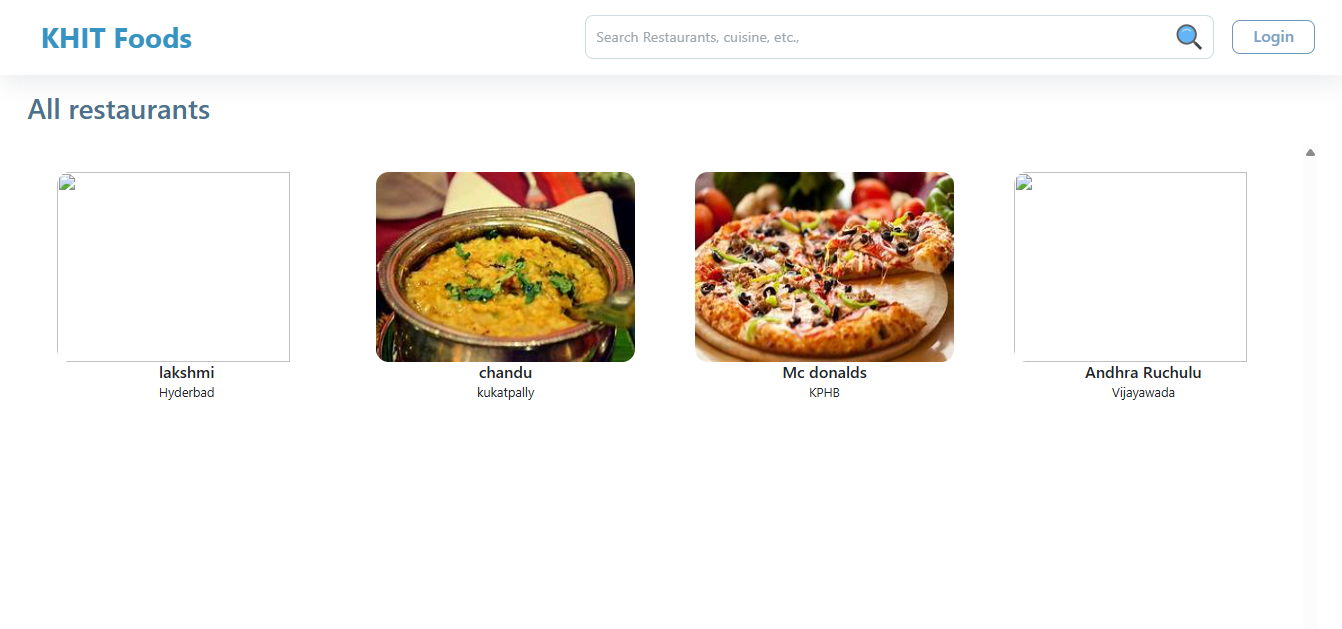 KHIT Foods
Search Restaurants, cuisine, etc.,
Login
All restaurants
lakshmi
Hyderbad
chandu
kukatpally
Mc donalds
KPHB
Andhra Ruchulu
Vijayawada